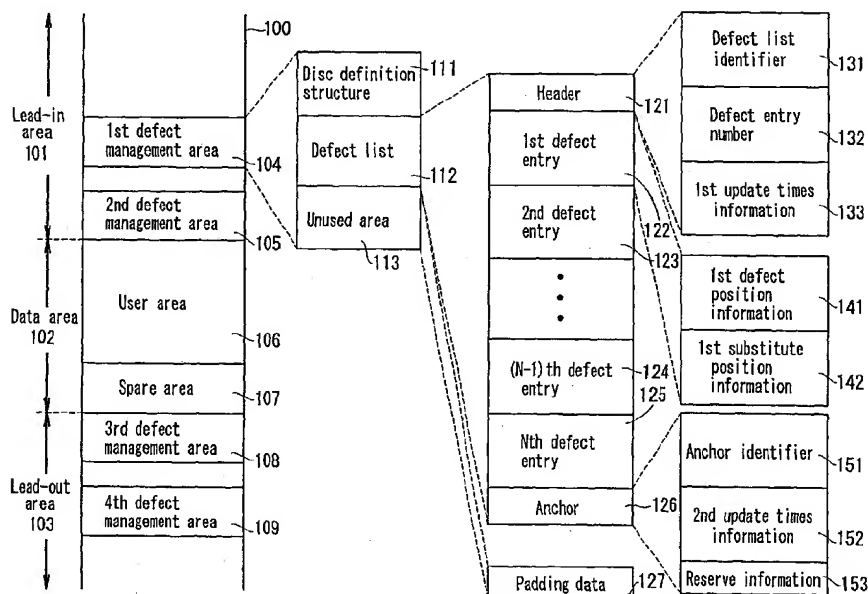 100
Lead-in
area
101
1st defect
management area
104
2nd defect
management area
105
Data area
102
User area
106
Spare area
107
Lead-out
area
103
3rd defect
management area
108
4th defect
management area
109
Disc definition
structure
111
Defect list
112
Unused area
113
Header
121
1st defect
entry
122
2nd defect
entry
123
(N-1)th defect
entry
124
125
Nth defect
entry
Anchor
126
Padding data
127
Defect list
identifier
131
Defect entry
number
132
1st update times
information
133
1st defect
position
information
141
1st substitute
position
information
142
Anchor identifier
151
2nd update times
information
152
Reserve information
153